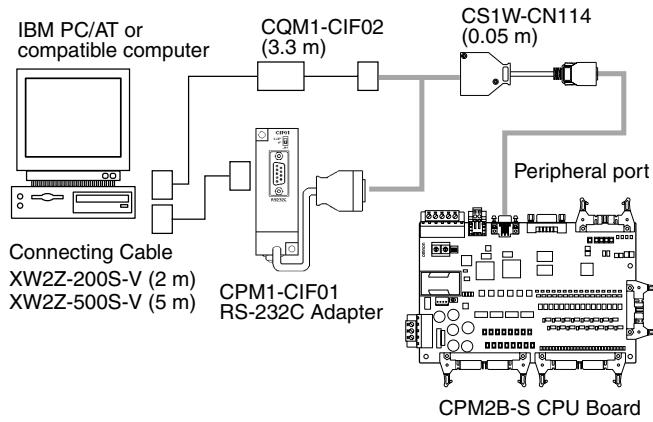 IBM PC/AT or
compatible computer
CQM1-CIF02
(3.3 m)
CS1W-CN114
(0.05 m)
CIF01
RS232C
Peripheral port
Connecting Cable
XW2Z-200S-V (2 m)
XW2Z-500S-V (5 m)
CPM1-CIF01
RS-232C Adapter
CPM2B-S CPU Board